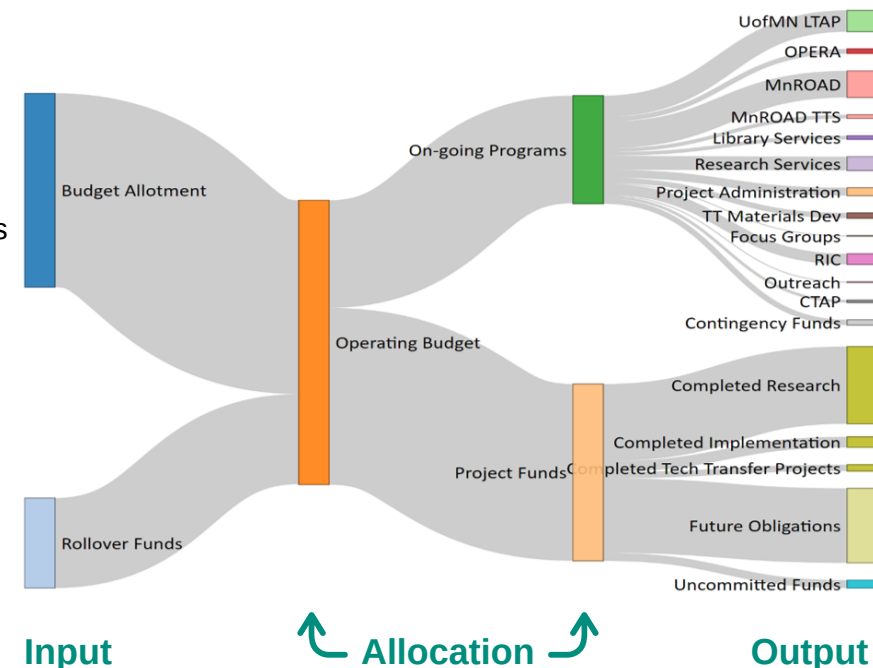 s
Budget Allotment
Rollover Funds
Operating Budget
On-going Programs
Project Funds
UofMN LTAP
OPERA
MnROAD
MnROAD TTS
Library Services
Research Services
Project Administration
TT Materials Dev
Focus Groups
RIC
Outreach
CTAP
Contingency Funds
Completed Research
Completed Implementation
Completed Tech Transfer Projects
Future Obligations
Uncommitted Funds
Input
Allocation
Output